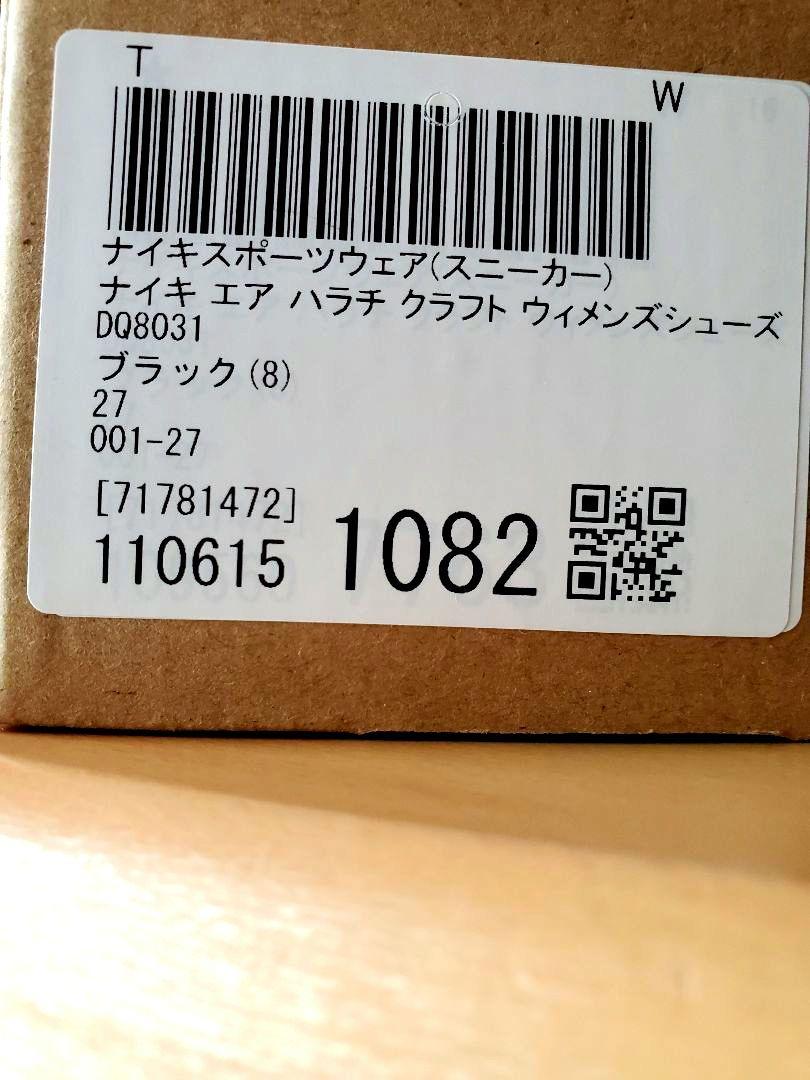 T W
ナイキスポーツウェア(スニーカー)
ナイキ エア ハラチ クラフト ウィメンズシューズ
DQ8031
ブラック(8)
27
001-27
[71781472]
110615 1082